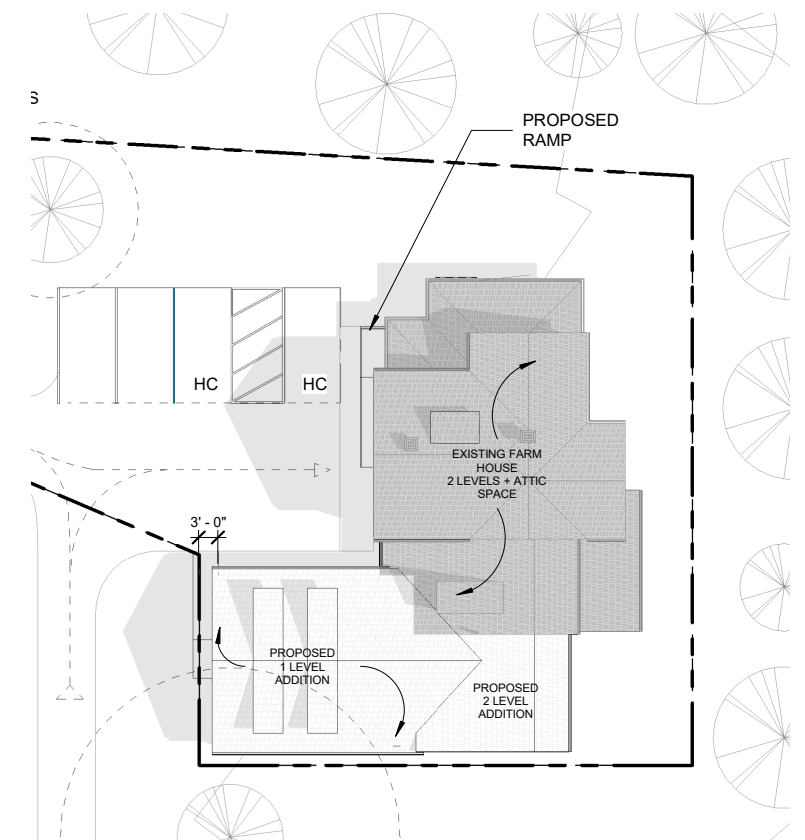 S
PROPOSED
RAMP
HC
HC
EXISTING FARM
HOUSE
2 LEVELS + ATTIC
SPACE
3' - 0"
PROPOSED
1 LEVEL
ADDITION
PROPOSED
2 LEVEL
ADDITION